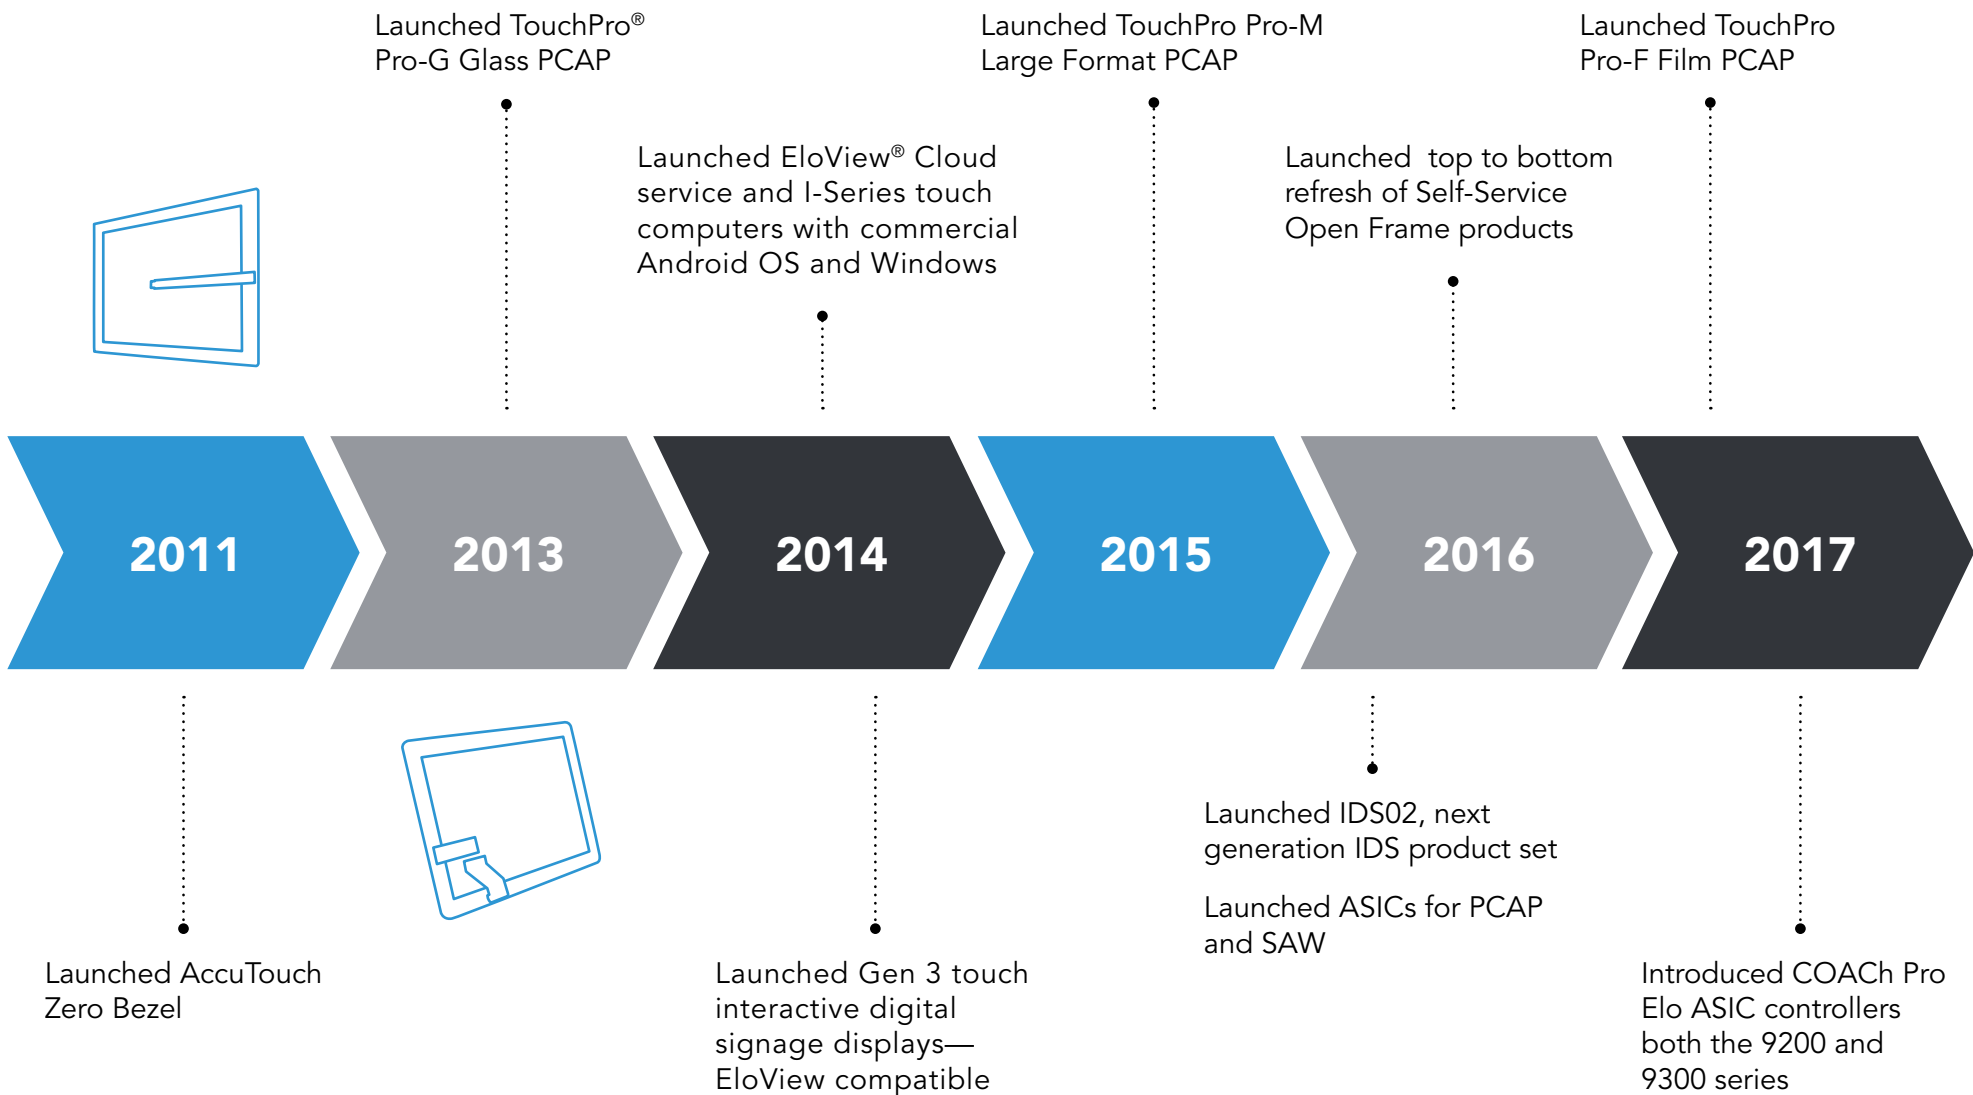 Launched TouchPro®
Pro-G Glass PCAP
Launched TouchPro Pro-M
Large Format PCAP
Launched TouchPro
Pro-F Film PCAP
Launched EloView® Cloud
service and I-Series touch
computers with commercial
Android OS and Windows
Launched top to bottom
refresh of Self-Service
Open Frame products
2011
2013
2014
2015
2016
2017
Launched AccuTouch
Zero Bezel
Launched Gen 3 touch
interactive digital
signage displays—
EloView compatible
Launched IDS02, next
generation IDS product set
Launched ASICs for PCAP
and SAW
Introduced COACh Pro
Elo ASIC controllers
both the 9200 and
9300 series